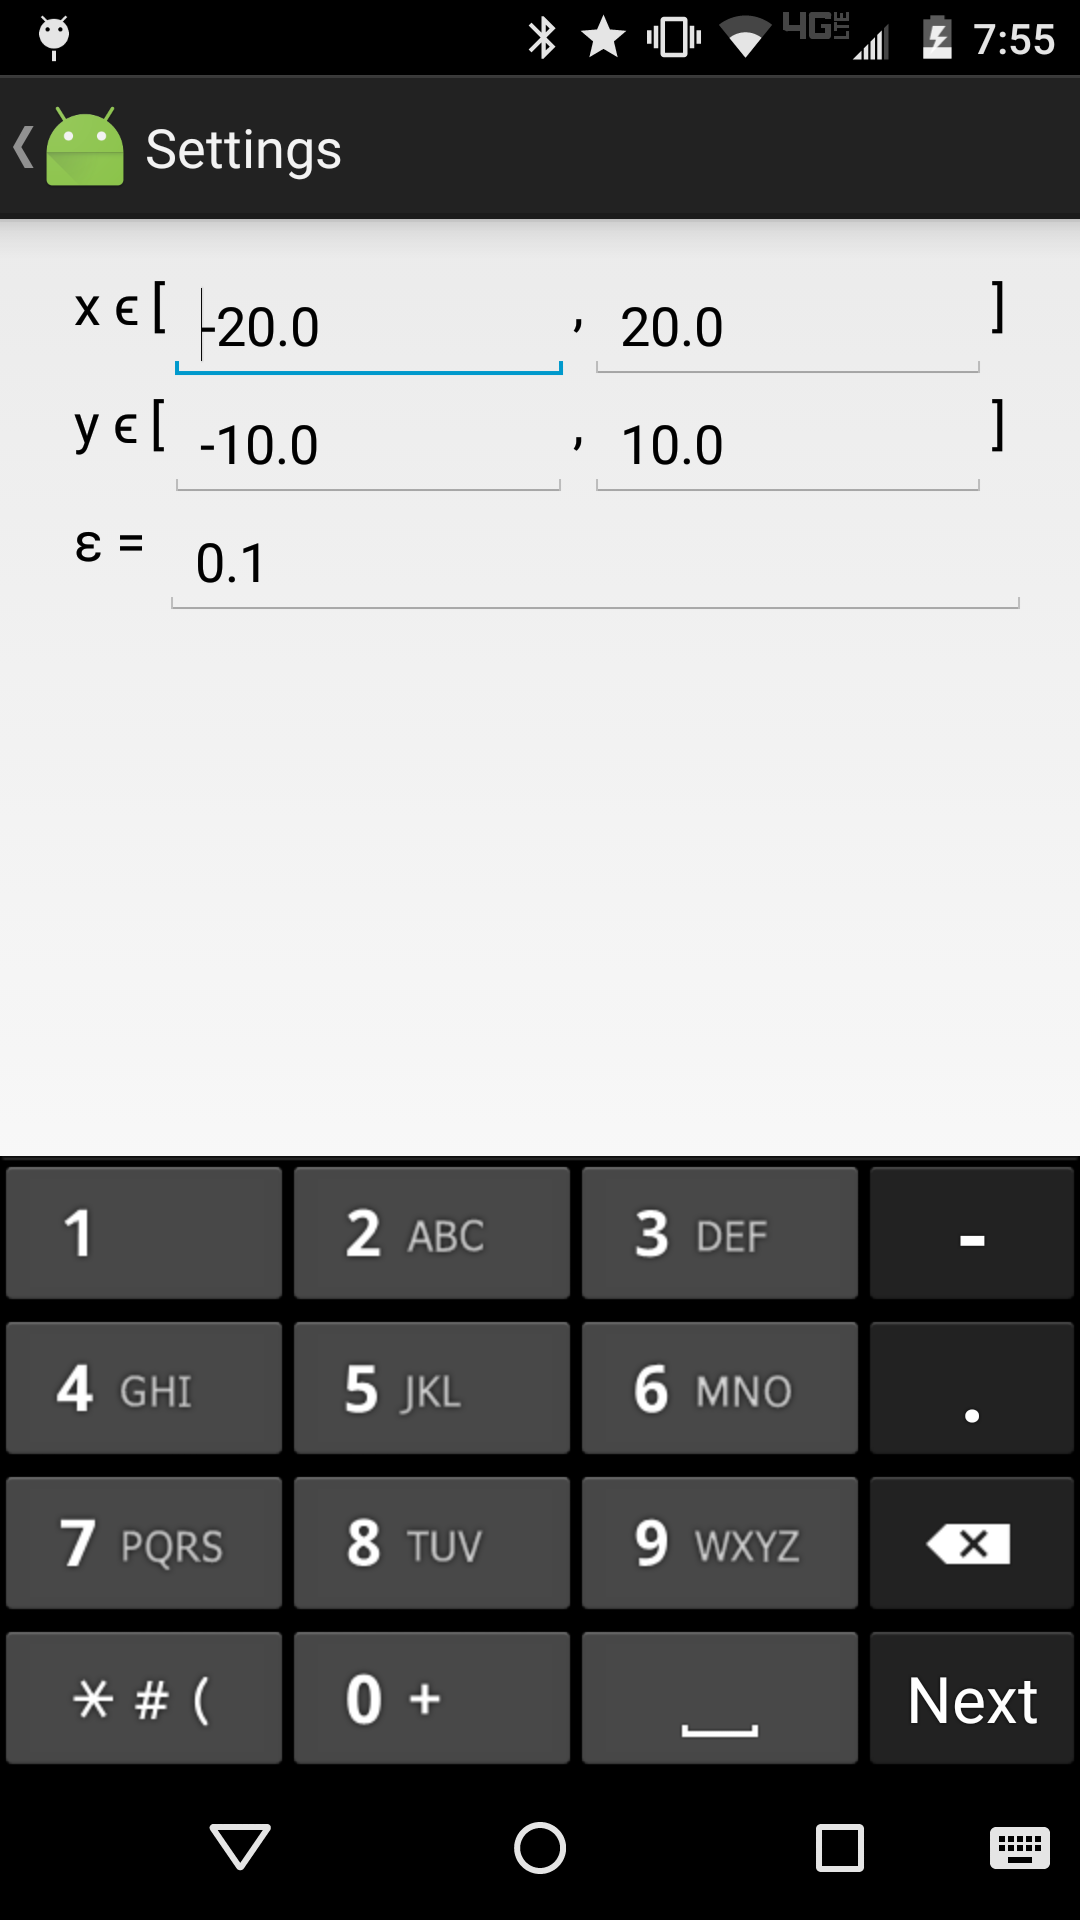 4G LTE 7:55
Settings
x ϵ [ -20.0 , 20.0 ]
y ϵ [ -10.0 , 10.0 ]
ε = 0.1
1 2 ABC 3 DEF -
4 GHI 5 JKL 6 MNO .
7 PQRS 8 TUV 9 WXYZ
* # ( 0 + Next